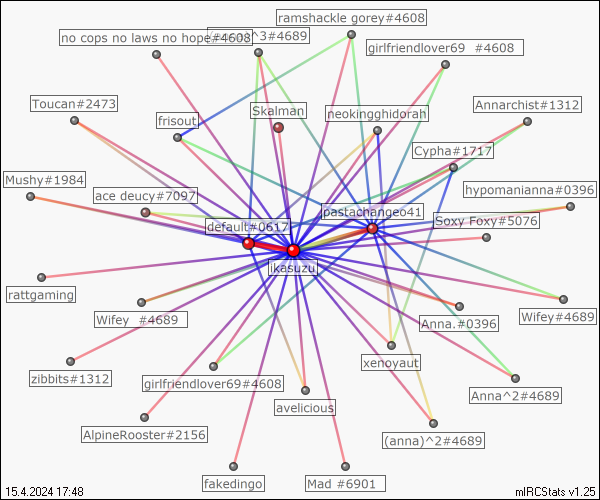 ramshackle gorey#4608
no cops no laws no hope#4608
^3#4689
girlfriendlover69 #4608
Toucan#2473
Skalman
neokingghidorah
Annarchist#1312
frisout
Cypha#1717
Mushy#1984
ace deucy#7097
hypomanianna#0396
pastachangeo41
Soxy Foxy#5076
default#0617
ikasuzu
rattgaming
Wifey #4689
Anna.#0396
Wifey#4689
xenoyaut
zibbits#1312
girlfriendlover69#4608
Anna^2#4689
avelicious
AlpineRooster#2156
(anna)^2#4689
fakedingo
Mad #6901
15.4.2024 17:48
mIRCStats v1.25